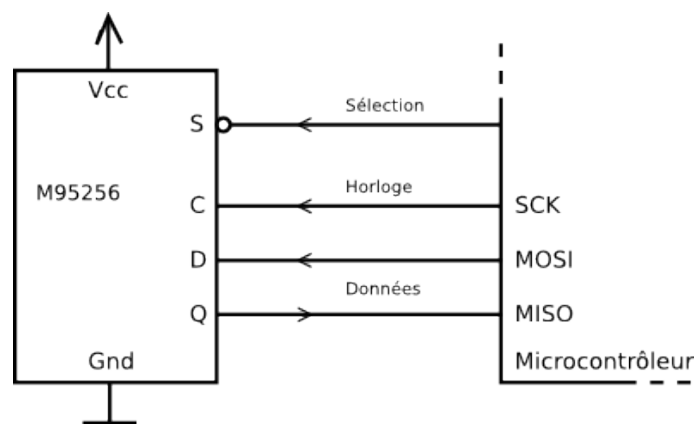 Vcc
S
Sélection
M95256
C
Horloge
SCK
D
MOSI
Données
Q
MISO
Gnd
Microcontrôleur